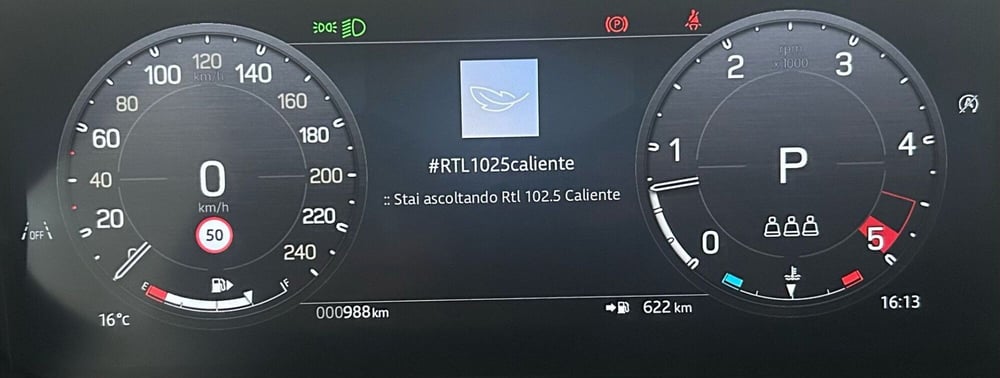 120
100 km/h 140
80 160
60 180
40 200
20 220
240
0
km/h
50
E F
16°c
OFF
(P)
#RTL1025caliente
:: Stai ascoltando Rtl 102.5 Caliente
000988km
622 km
rpm
x1000
2 3
1 4
0 5
P
A
16:13